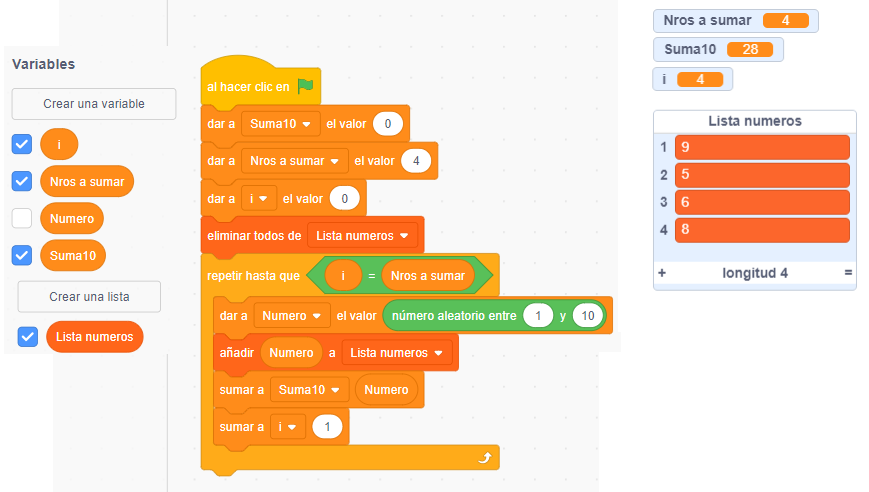 Variables
Crear una variable
i
Nros a sumar
Numero
Suma10
Crear una lista
Lista numeros
al hacer clic en
dar a Suma10 el valor 0
dar a Nros a sumar el valor 4
dar a i el valor 0
eliminar todos de Lista numeros
repetir hasta que i = Nros a sumar
dar a Numero el valor número aleatorio entre 1 y 10
añadir Numero a Lista numeros
sumar a Suma10 Numero
sumar a i 1
Nros a sumar 4
Suma10 28
i 4
Lista numeros
1 9
2 5
3 6
4 8
+ longitud 4 =